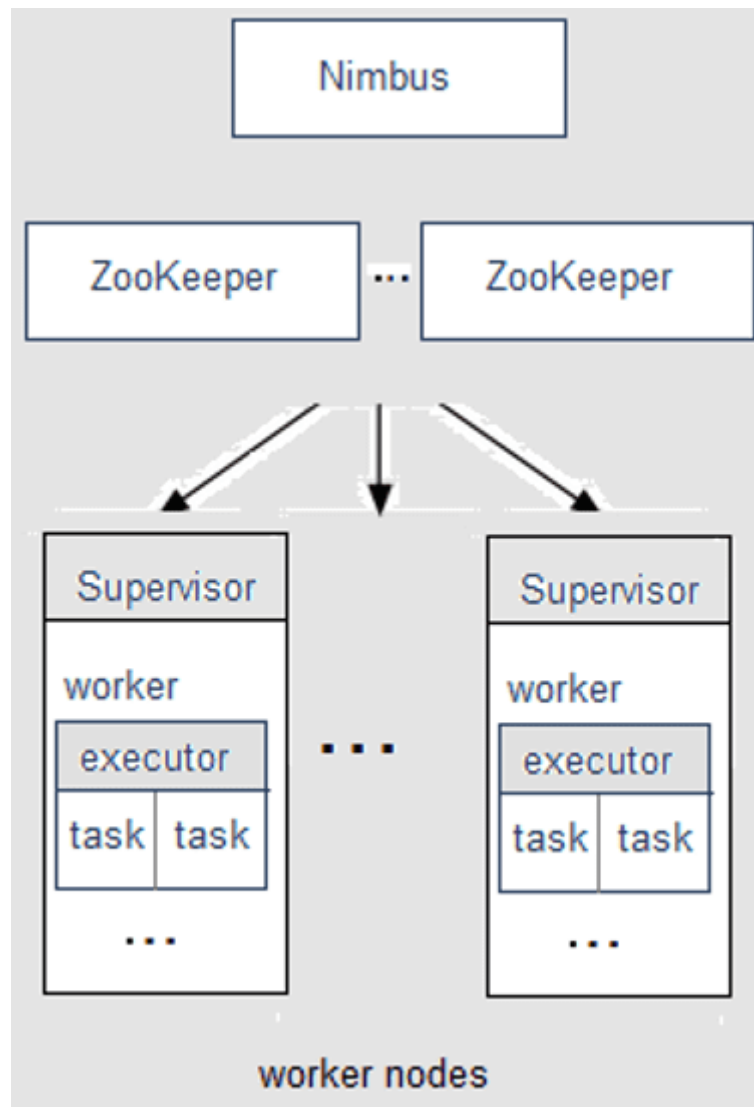 Nimbus
ZooKeeper ... ZooKeeper
Supervisor Supervisor
worker worker
executor ... executor
task task task task
... ...
worker nodes